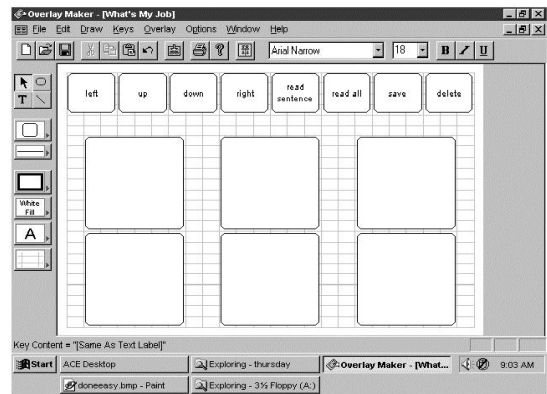 Overlay Maker - [What's My Job]
File Edit Draw Keys Overlay Options Window Help
Arial Narrow 18 B I U
left up down right read sentence read all save delete
T
White Fill
A
Key Content = "[Same As Text Label]"
Start ACE Desktop Exploring - thursday Overlay Maker - [What... 9:03 AM
doneeasy.bmp - Paint Exploring - 3½ Floppy (A:)